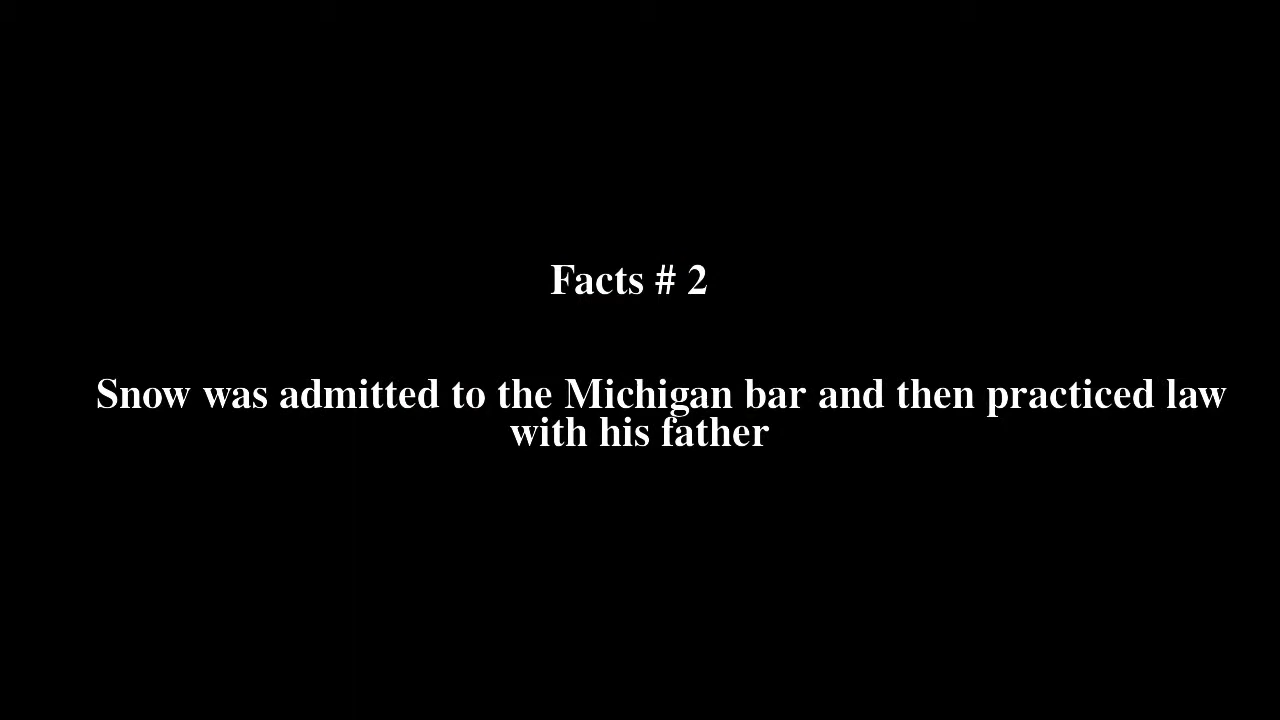 Facts # 2
Snow was admitted to the Michigan bar and then practiced law
with his father